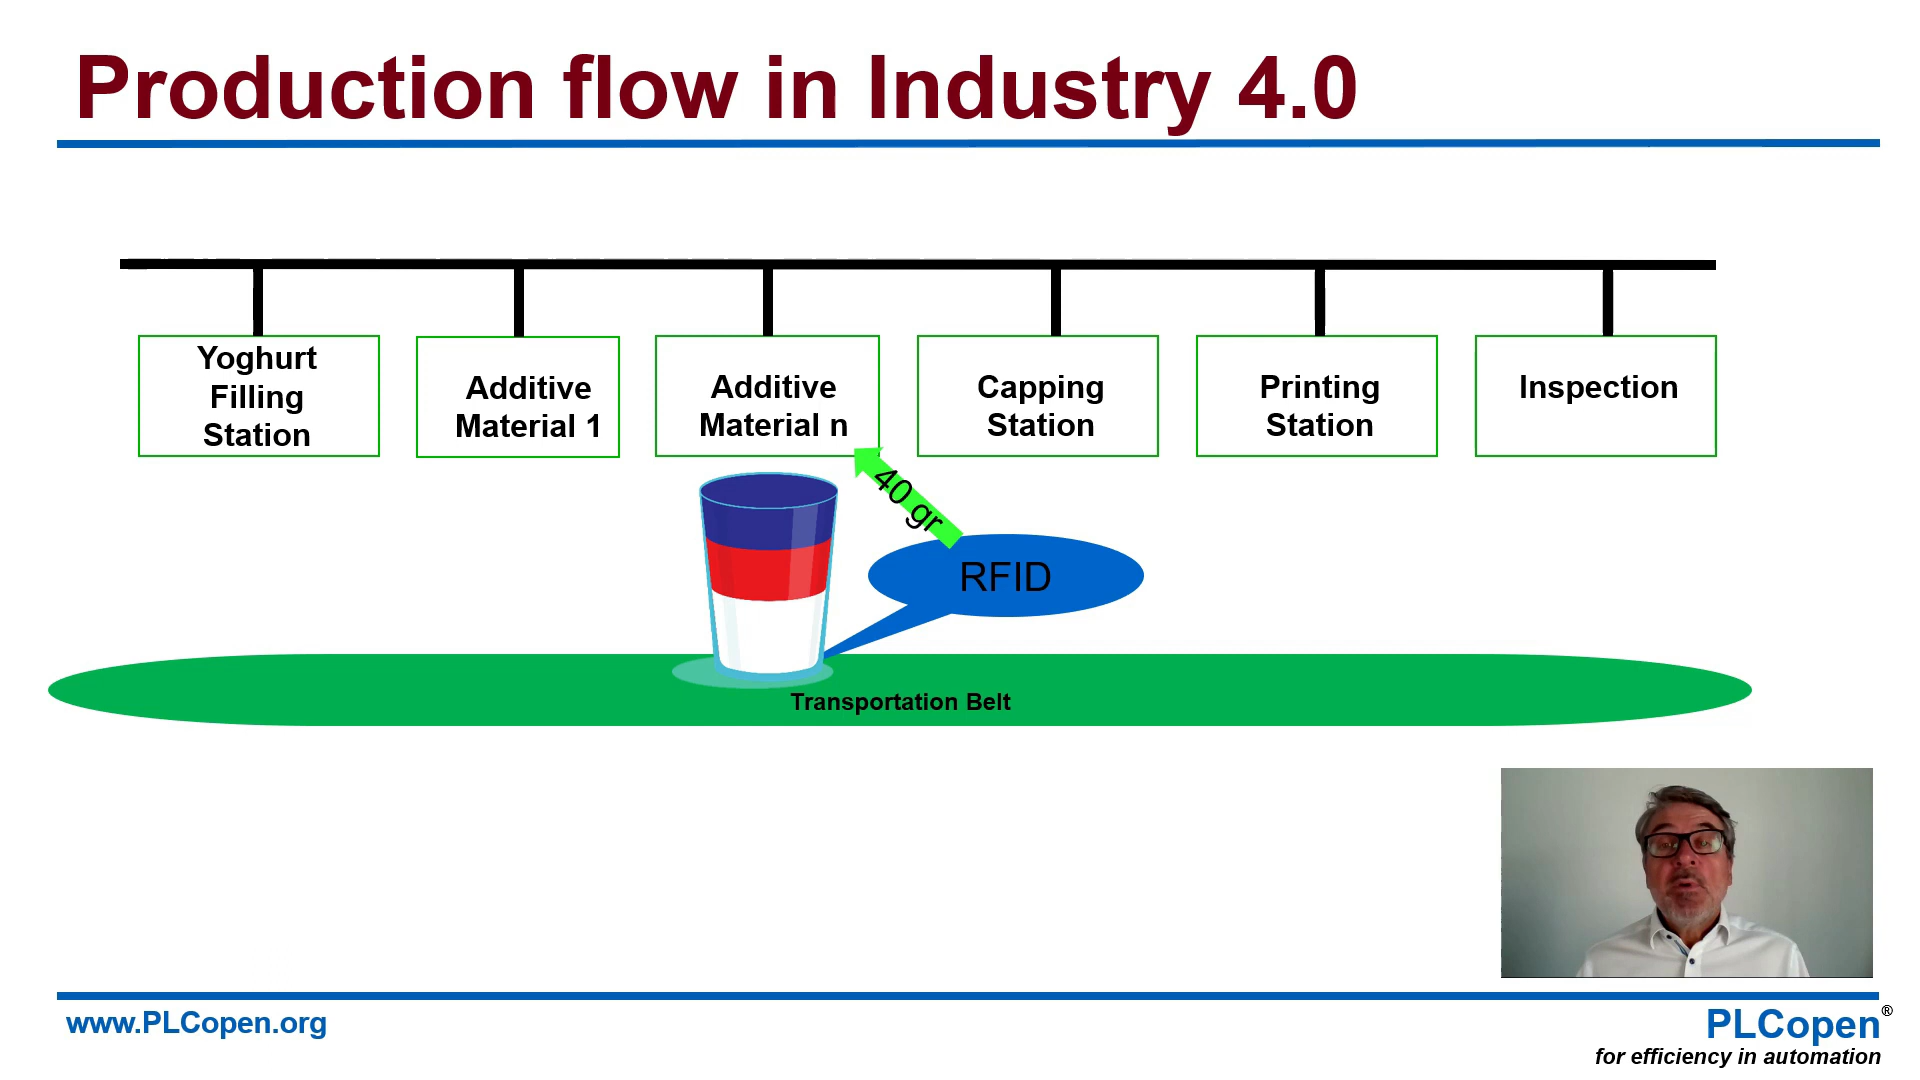 Production flow in Industry 4.0
Yoghurt
Filling
Station
Additive
Material 1
Additive
Material n
Capping
Station
Printing
Station
Inspection
40 gr
RFID
Transportation Belt
www.PLCopen.org
PLCopen®
for efficiency in automation